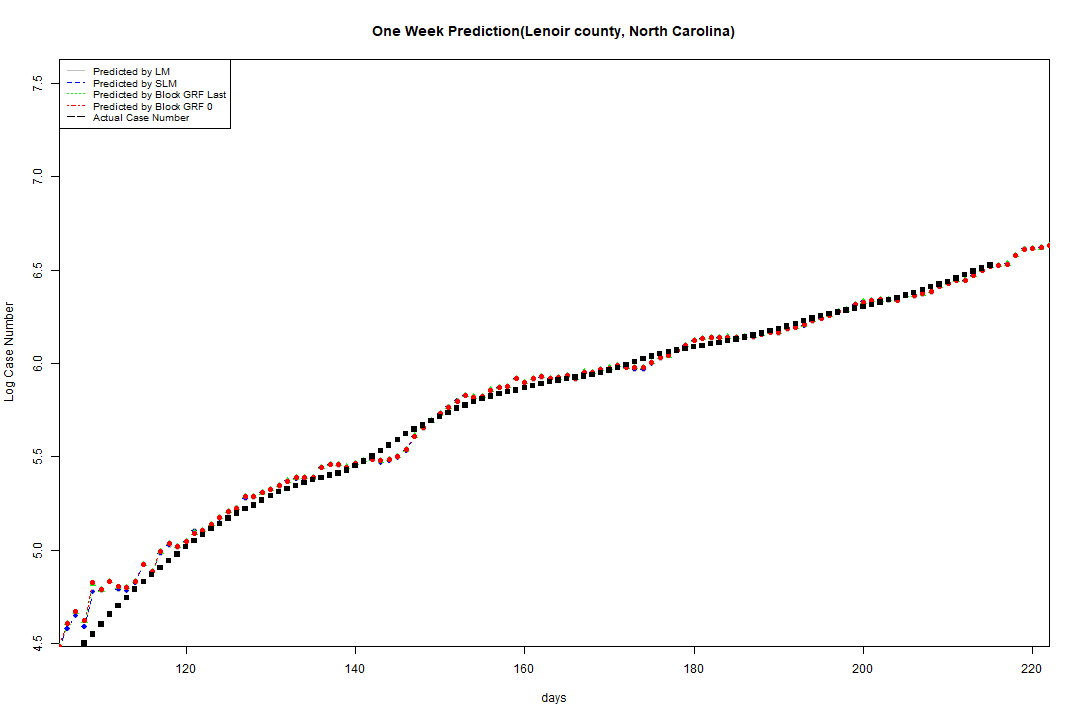 One Week Prediction(Lenoir county, North Carolina)
Predicted by LM
Predicted by SLM
Predicted by Block GRF Last
Predicted by Block GRF 0
Actual Case Number
7.5
7.0
6.5
6.0
5.5
5.0
4.5
Log Case Number
120 140 160 180 200 220
days